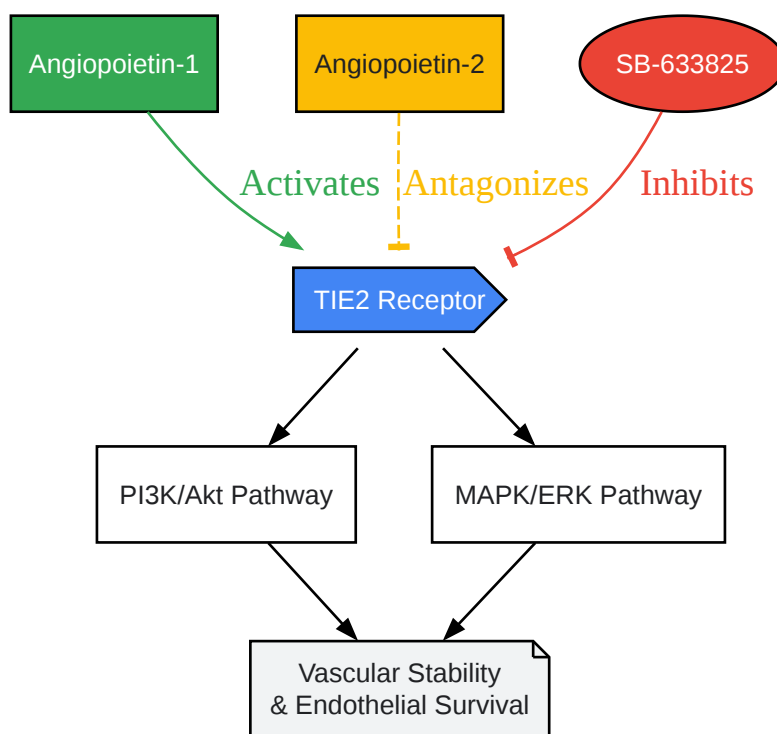 Angiopoietin-1
Angiopoietin-2
SB-633825
Activates
Antagonizes
Inhibits
TIE2 Receptor
PI3K/Akt Pathway
MAPK/ERK Pathway
Vascular Stability
& Endothelial Survival